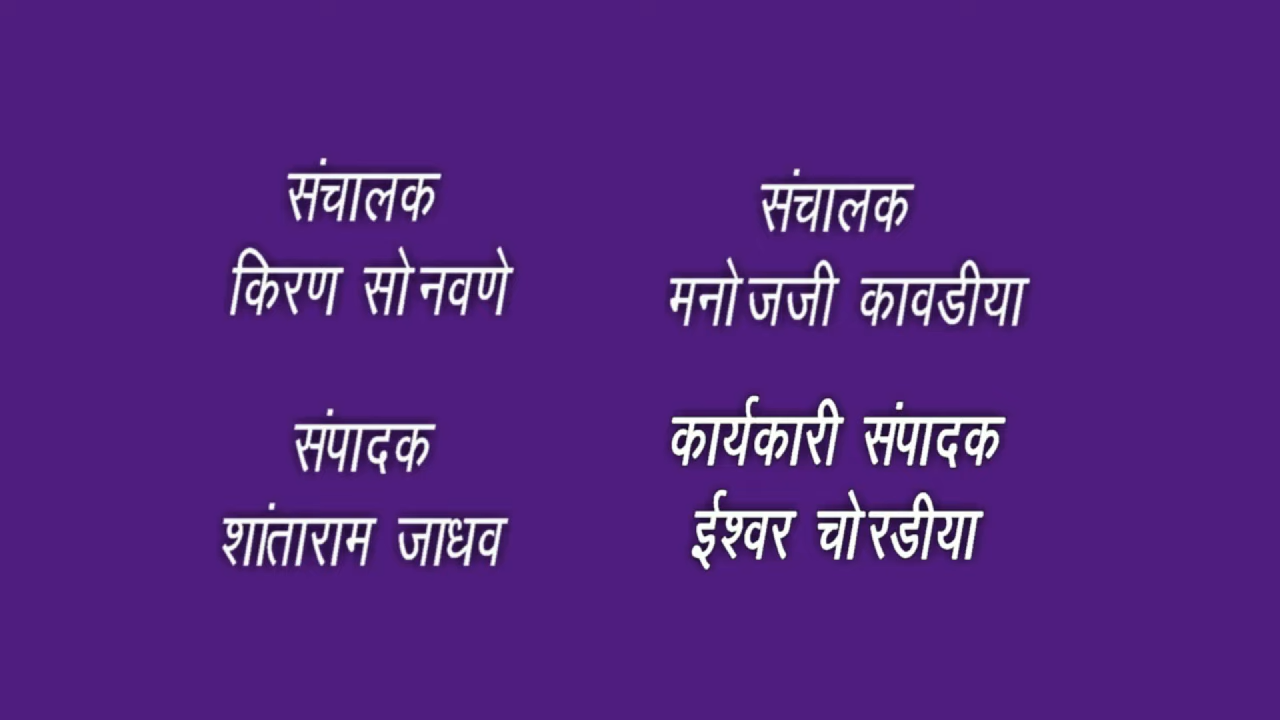 संचालक
किरण सोनवणे
संचालक
मनोजजी कावडीया
संपादक
शांताराम जाधव
कार्यकारी संपादक
ईश्वर चोरडीया